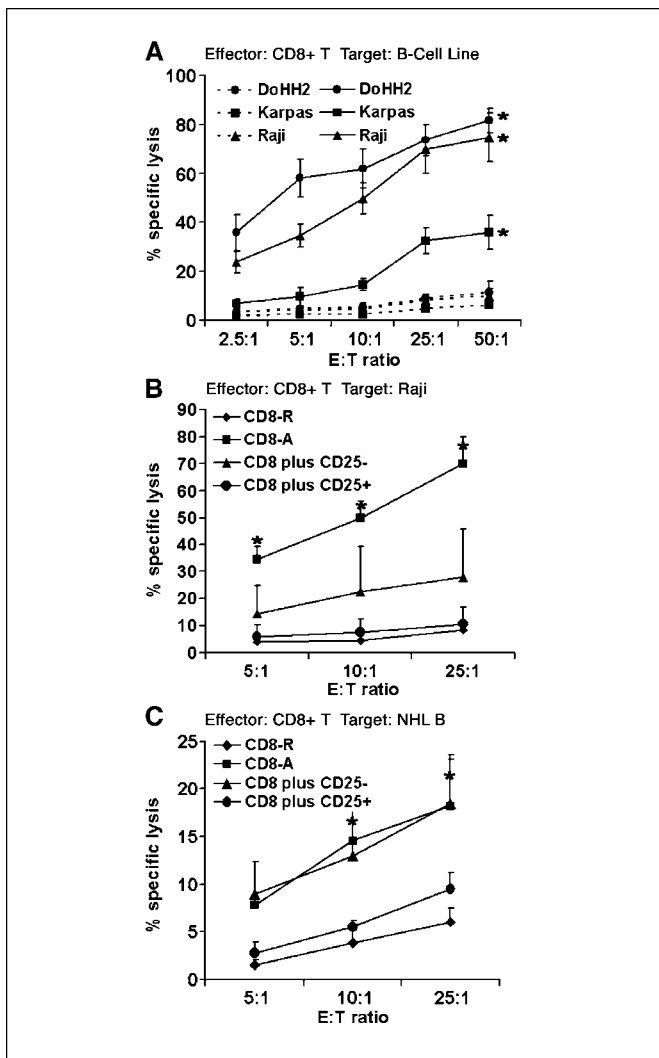 A Effector: CD8+ T Target: B-Cell Line
100
80
60
40
20
0
% specific lysis
DoHH2 DoHH2
Karpas Karpas
Raji Raji
*
*
*
2.5:1 5:1 10:1 25:1 50:1
E:T ratio
B Effector: CD8+ T Target: Raji
90
80
70
60
50
40
30
20
10
0
% specific lysis
CD8-R
CD8-A
CD8 plus CD25-
CD8 plus CD25+
* * *
5:1 10:1 25:1
E:T ratio
C Effector: CD8+ T Target: NHL B
25
20
15
10
5
0
% specific lysis
CD8-R
CD8-A
CD8 plus CD25-
CD8 plus CD25+
* *
5:1 10:1 25:1
E:T ratio